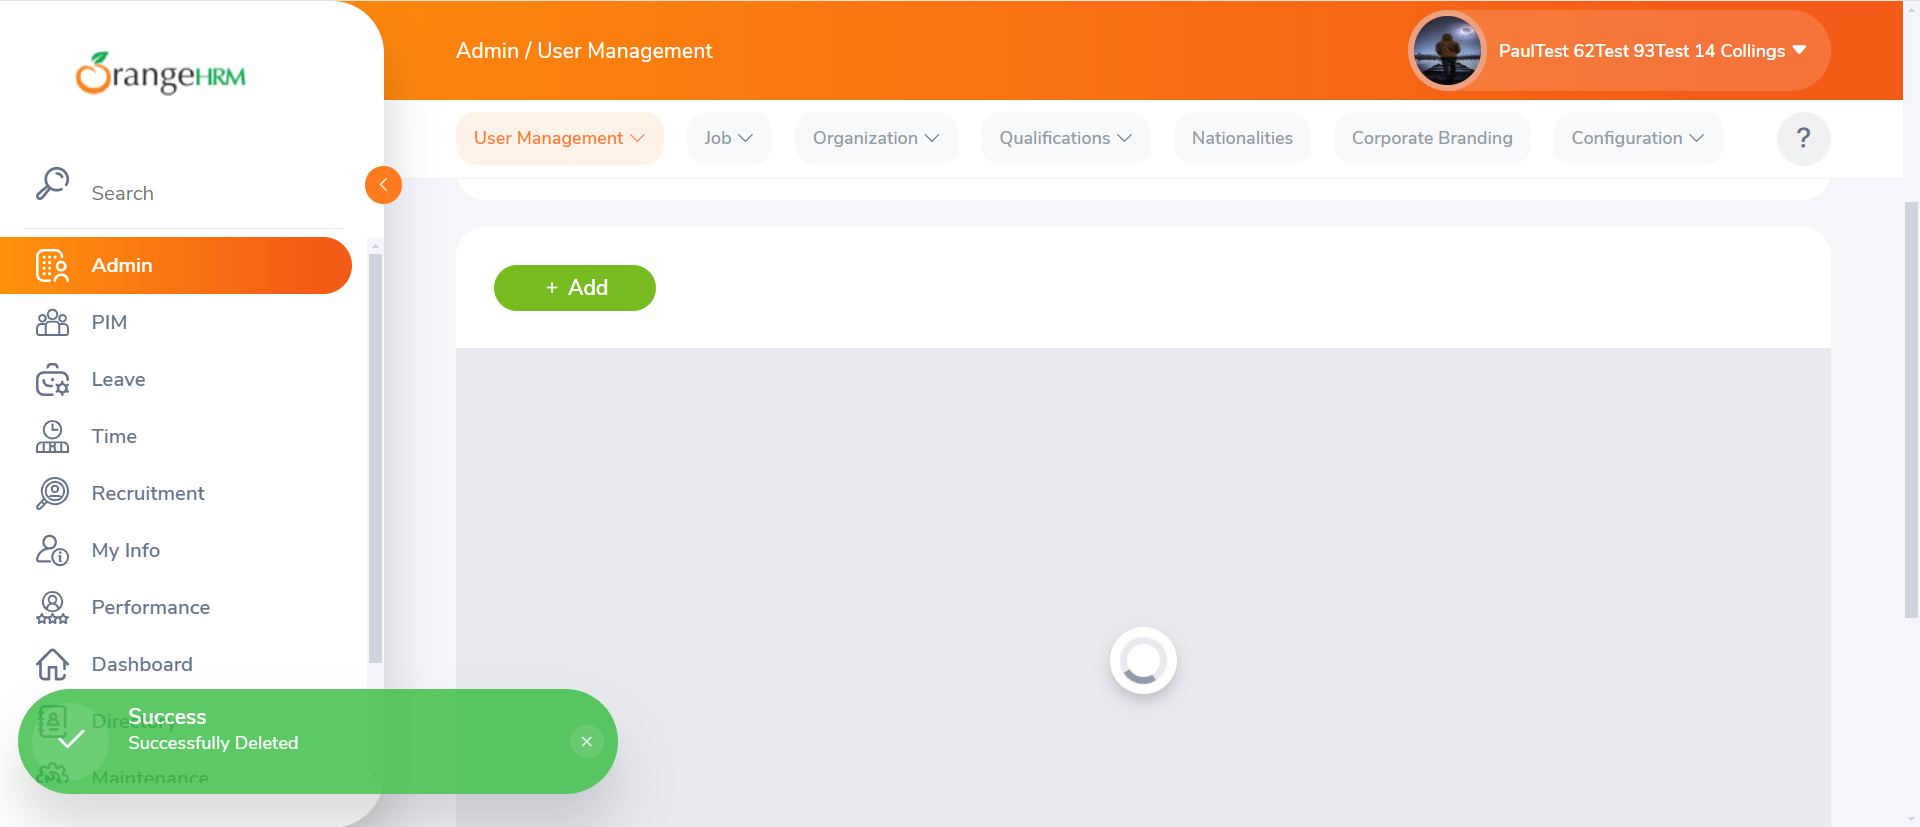 OrangeHRM
Admin / User Management
PaulTest 62Test 93Test 14 Collings
User Management
Job
Organization
Qualifications
Nationalities
Corporate Branding
Configuration
?
Search
Admin
PIM
Leave
Time
Recruitment
My Info
Performance
Dashboard
Directory
Maintenance
+ Add
Success
Successfully Deleted